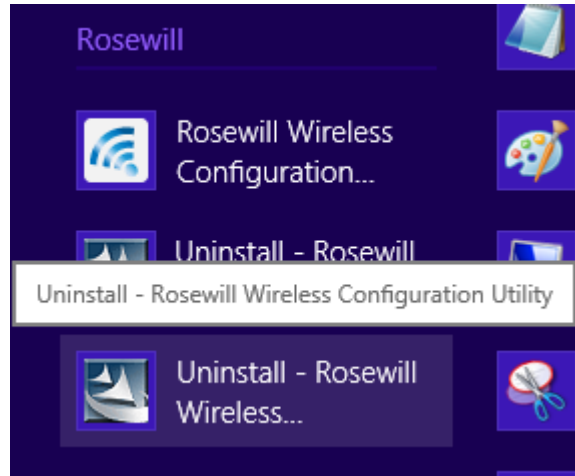 Rosewill
Rosewill Wireless
Configuration...
Uninstall - Rosewill
Uninstall - Rosewill Wireless Configuration Utility
Uninstall - Rosewill
Wireless...